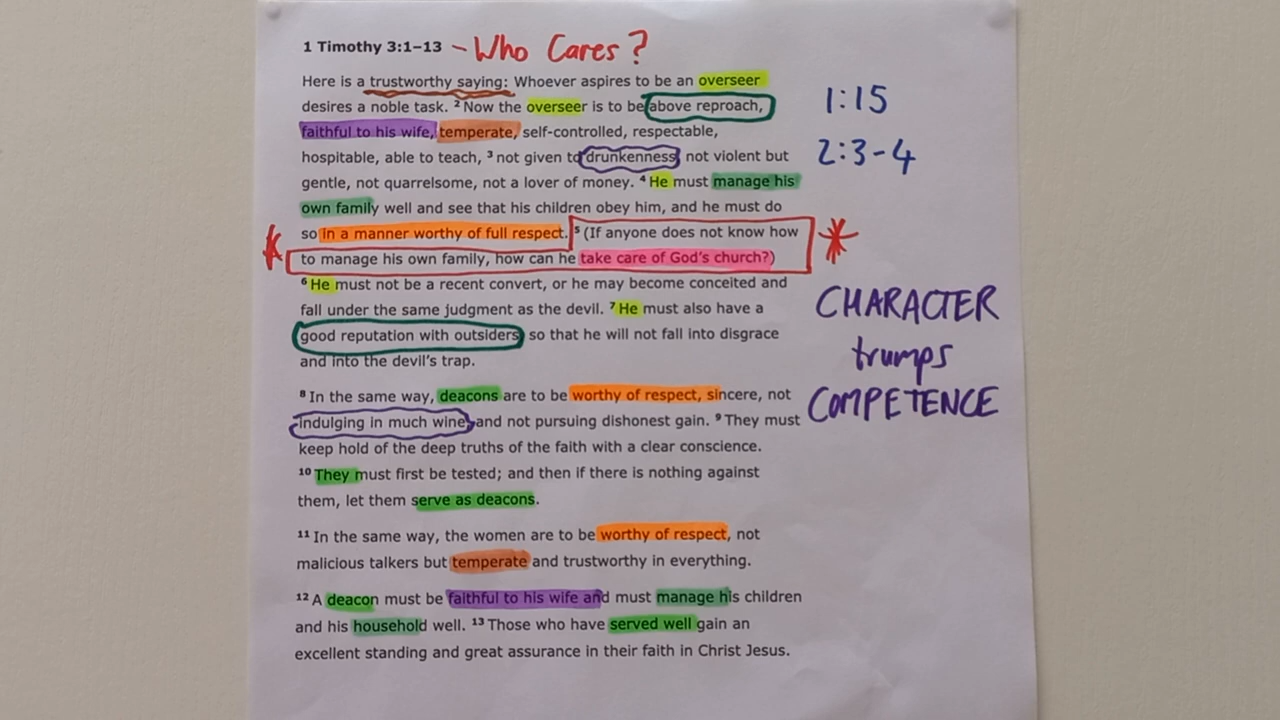 1 Timothy 3:1–13 - Who Cares?
Here is a trustworthy saying: Whoever aspires to be an overseer
desires a noble task. ² Now the overseer is to be above reproach,
faithful to his wife, temperate, self-controlled, respectable,
hospitable, able to teach, ³ not given to drunkenness, not violent but
gentle, not quarrelsome, not a lover of money. ⁴ He must manage his
own family well and see that his children obey him, and he must do
so in a manner worthy of full respect. ⁵ (If anyone does not know how
to manage his own family, how can he take care of God’s church?)
⁶ He must not be a recent convert, or he may become conceited and
fall under the same judgment as the devil. ⁷ He must also have a
good reputation with outsiders, so that he will not fall into disgrace
and into the devil’s trap.
⁸ In the same way, deacons are to be worthy of respect, sincere, not
indulging in much wine, and not pursuing dishonest gain. ⁹ They must
keep hold of the deep truths of the faith with a clear conscience.
¹⁰ They must first be tested; and then if there is nothing against
them, let them serve as deacons.
¹¹ In the same way, the women are to be worthy of respect, not
malicious talkers but temperate and trustworthy in everything.
¹² A deacon must be faithful to his wife and must manage his children
and his household well. ¹³ Those who have served well gain an
excellent standing and great assurance in their faith in Christ Jesus.
1:15
2:3-4
CHARACTER
trumps
COMPETENCE